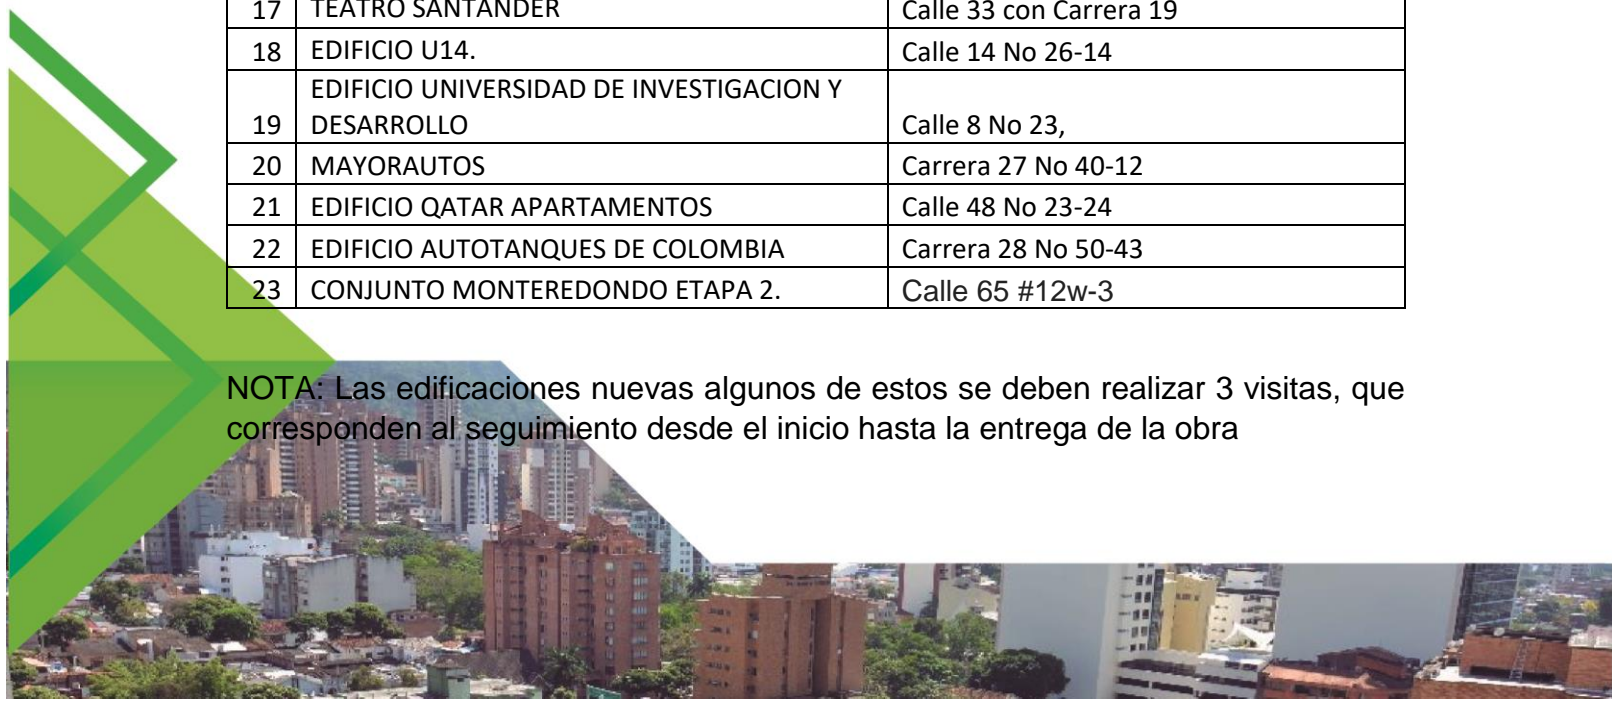 17 TEATRO SANTANDER Calle 33 con Carrera 19
18 EDIFICIO U14. Calle 14 No 26-14
EDIFICIO UNIVERSIDAD DE INVESTIGACION Y
19 DESARROLLO Calle 8 No 23,
20 MAYORAUTOS Carrera 27 No 40-12
21 EDIFICIO QATAR APARTAMENTOS Calle 48 No 23-24
22 EDIFICIO AUTOTANQUES DE COLOMBIA Carrera 28 No 50-43
23 CONJUNTO MONTEREDONDO ETAPA 2. Calle 65 #12w-3
NOTA: Las edificaciones nuevas algunos de estos se deben realizar 3 visitas, que
corresponden al seguimiento desde el inicio hasta la entrega de la obra